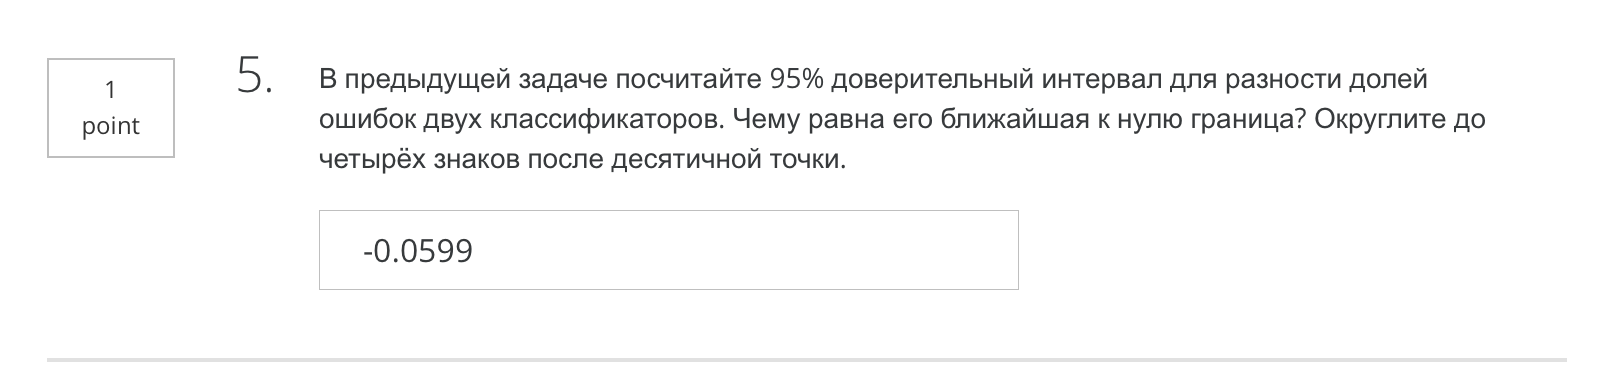 1
point
5.
В предыдущей задаче посчитайте 95% доверительный интервал для разности долей
ошибок двух классификаторов. Чему равна его ближайшая к нулю граница? Округлите до
четырёх знаков после десятичной точки.
-0.0599